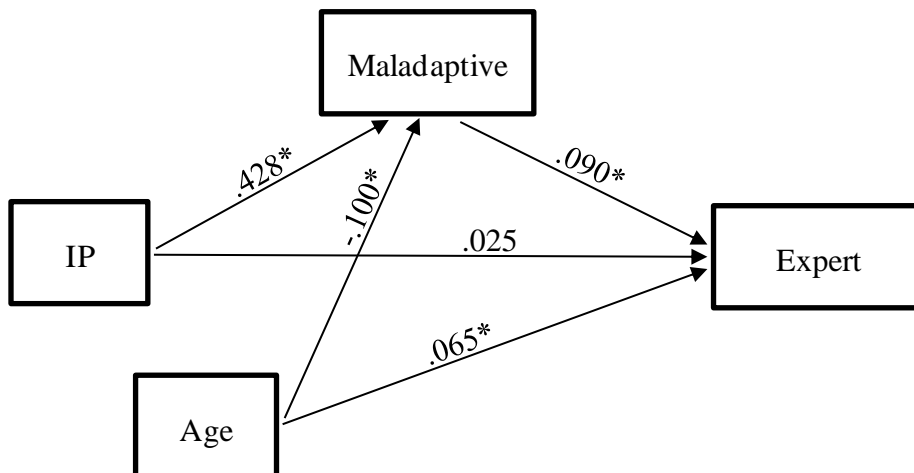 Maladaptive
.428*
-.100*
.090*
IP
.025
Expert
.065*
Age